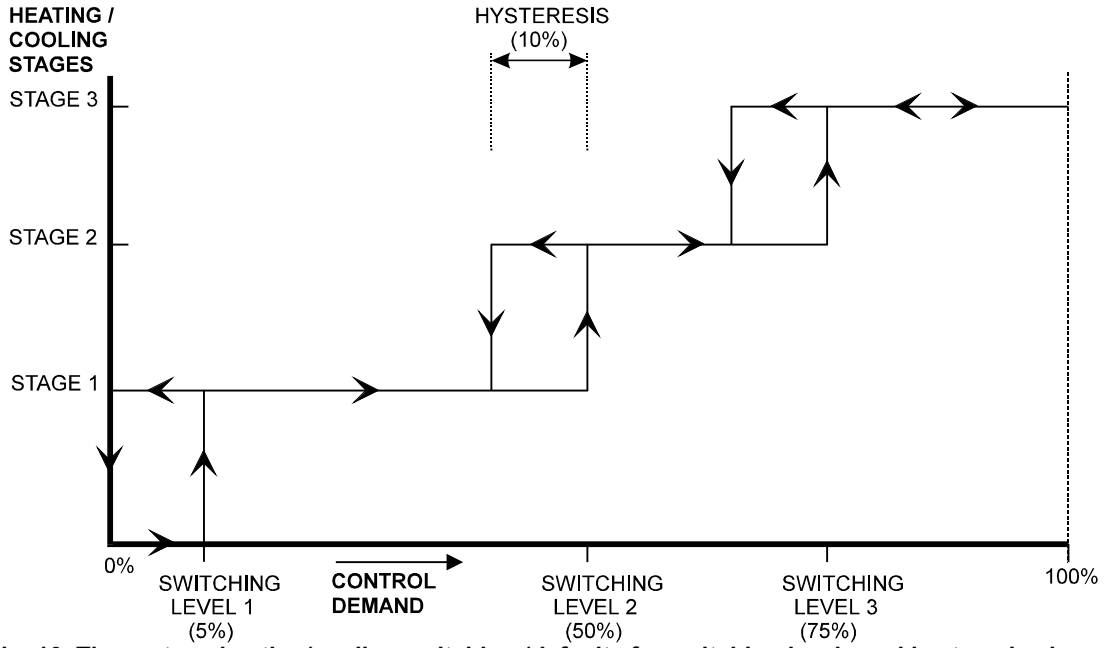 HEATING /
COOLING
STAGES
HYSTERESIS
(10%)
STAGE 3
STAGE 2
STAGE 1
0%
100%
CONTROL
DEMAND
SWITCHING
LEVEL 1
(5%)
SWITCHING
LEVEL 2
(50%)
SWITCHING
LEVEL 3
(75%)